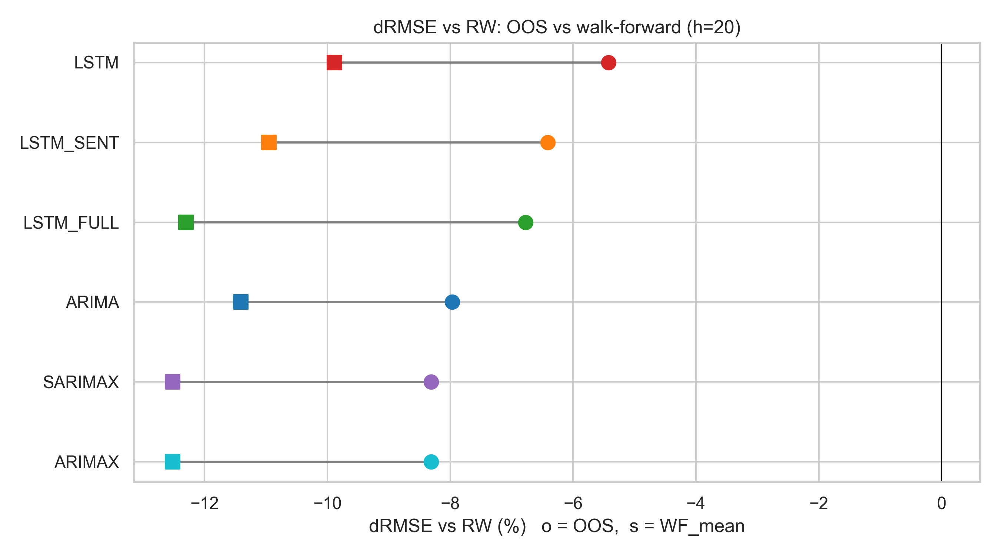 dRMSE vs RW: OOS vs walk-forward (h=20)
LSTM
LSTM_SENT
LSTM_FULL
ARIMA
SARIMAX
ARIMAX
−12 −10 −8 −6 −4 −2 0
dRMSE vs RW (%) o = OOS, s = WF_mean